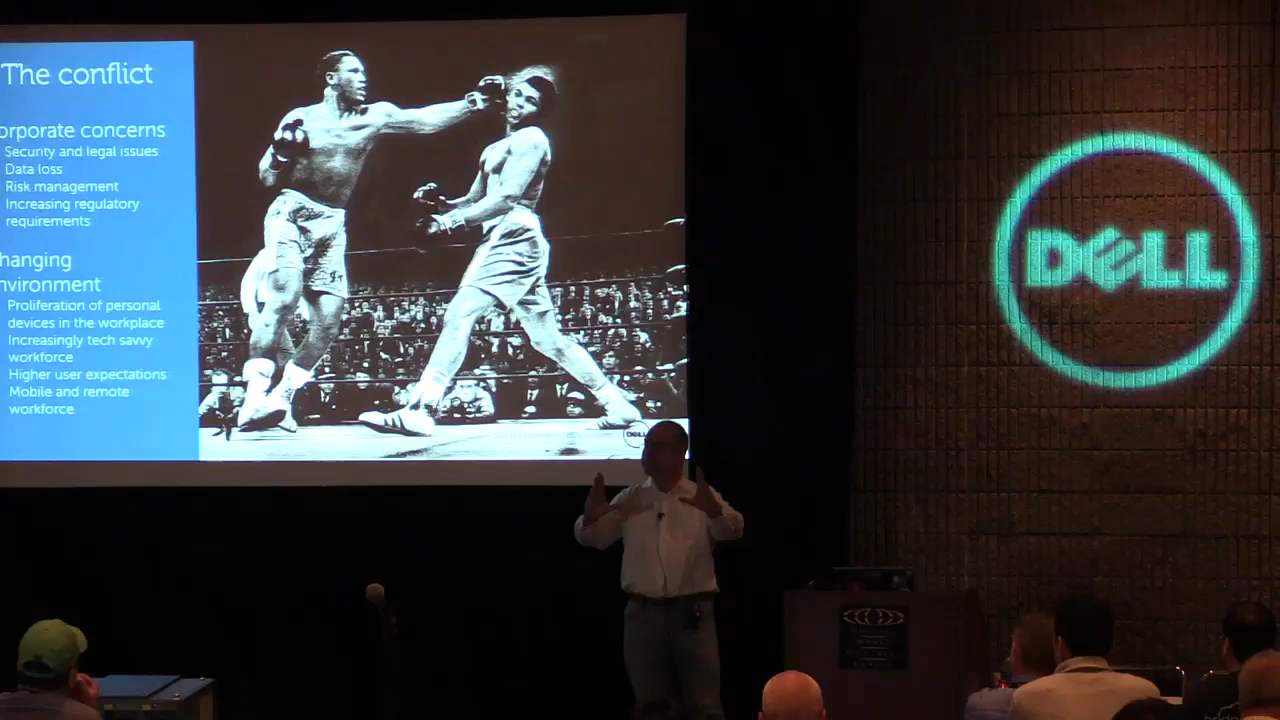 The conflict
orporate concerns
Security and legal issues
Data loss
Risk management
Increasing regulatory
requirements
hanging
nvironment
Proliferation of personal
devices in the workplace
Increasingly tech savvy
workforce
Higher user expectations
Mobile and remote
workforce
DELL
DELL